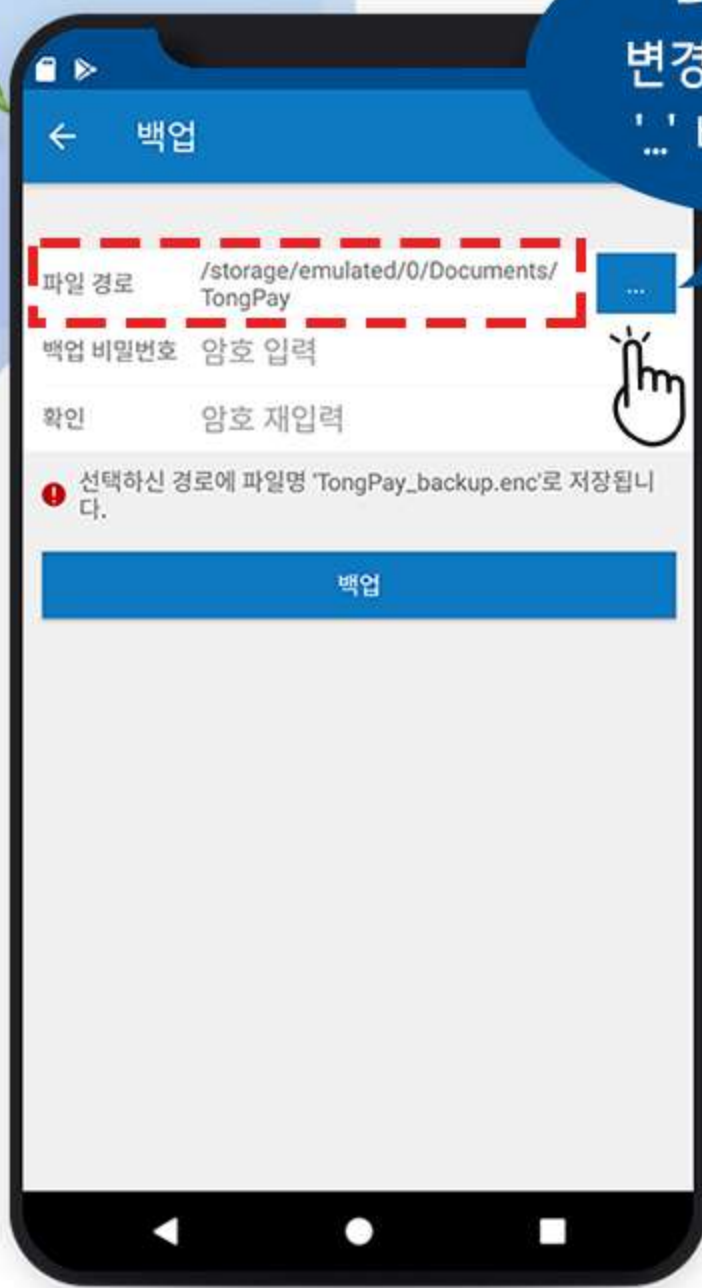 변경
'...'
← 백업
파일 경로 /storage/emulated/0/Documents/
TongPay
...
백업 비밀번호 암호 입력
확인 암호 재입력
선택하신 경로에 파일명 'TongPay_backup.enc'로 저장됩니
다.
백업